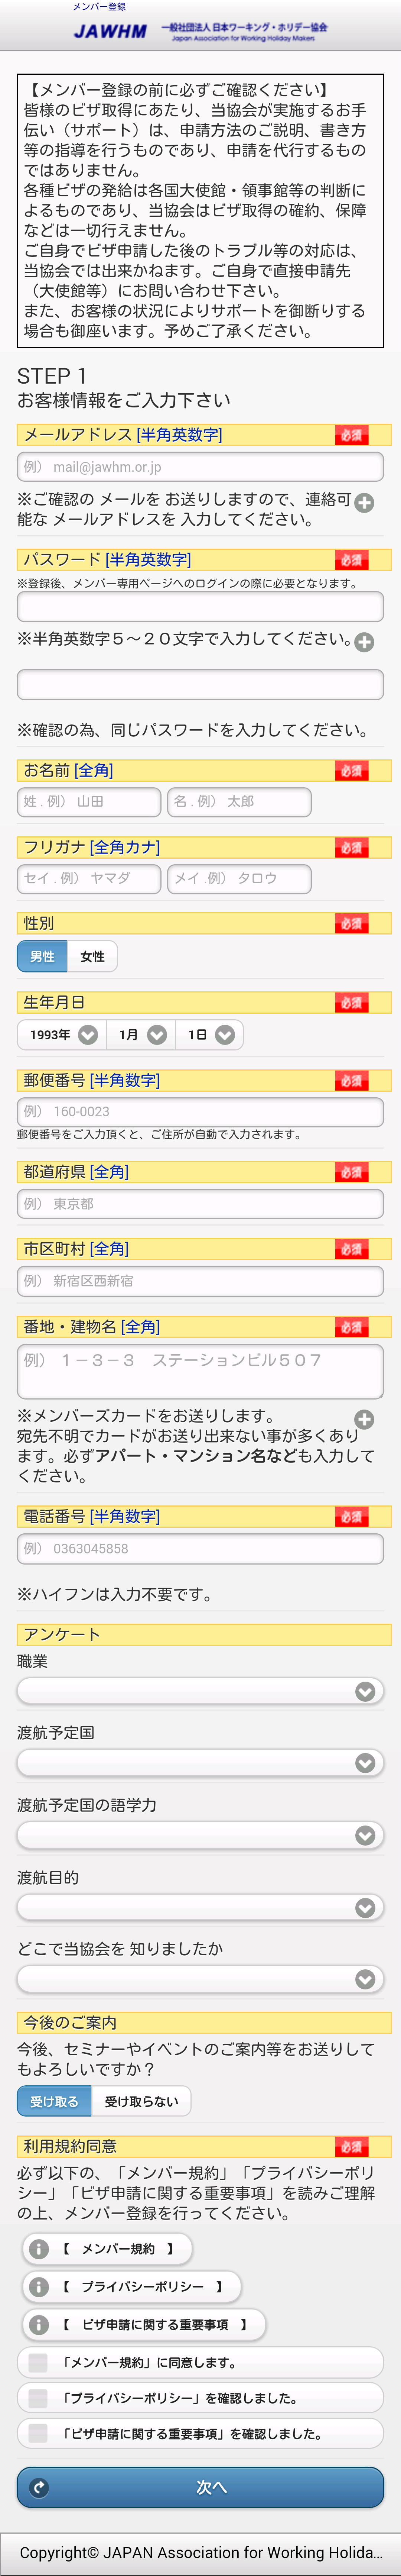 メンバー登録
JAWHM 一般社団法人 日本ワーキング・ホリデー協会
Japan Association for Working Holiday Makers
【メンバー登録の前に必ずご確認ください】
皆様のビザ取得にあたり、当協会が実施するお手
伝い（サポート）は、申請方法のご説明、書き方
等の指導を行うものであり、申請を代行するもの
ではありません。
各種ビザの発給は各国大使館・領事館等の判断に
よるものであり、当協会はビザ取得の確約、保障
などは一切行えません。
ご自身でビザ申請した後のトラブル等の対応は、
当協会では出来かねます。ご自身で直接申請先
（大使館等）にお問い合わせ下さい。
また、お客様の状況によりサポートを御断りする
場合も御座います。予めご了承ください。
STEP 1
お客様情報をご入力下さい
メールアドレス [半角英数字] 必須
例） mail@jawhm.or.jp
※ご確認の メールを お送りしますので、連絡可
能な メールアドレスを 入力してください。
パスワード [半角英数字] 必須
※登録後、メンバー専用ページへのログインの際に必要となります。
※半角英数字５～２０文字で入力してください。
※確認の為、同じパスワードを入力してください。
お名前 [全角] 必須
姓 . 例） 山田 名 . 例） 太郎
フリガナ [全角カナ] 必須
セイ . 例） ヤマダ メイ .例） タロウ
性別 必須
男性 女性
生年月日 必須
1993年 1月 1日
郵便番号 [半角数字] 必須
例） 160-0023
郵便番号をご入力頂くと、ご住所が自動で入力されます。
都道府県 [全角] 必須
例） 東京都
市区町村 [全角] 必須
例） 新宿区西新宿
番地・建物名 [全角] 必須
例） １－３－３　ステーションビル５０７
※メンバーズカードをお送りします。
宛先不明でカードがお送り出来ない事が多くあり
ます。必ずアパート・マンション名なども入力して
ください。
電話番号 [半角数字] 必須
例） 0363045858
※ハイフンは入力不要です。
アンケート
職業
渡航予定国
渡航予定国の語学力
渡航目的
どこで当協会を 知りましたか
今後のご案内
今後、セミナーやイベントのご案内等をお送りして
もよろしいですか？
受け取る 受け取らない
利用規約同意 必須
必ず以下の、「メンバー規約」「プライバシーポリ
シー」「ビザ申請に関する重要事項」を読みご理解
の上、メンバー登録を行ってください。
【　メンバー規約　】
【　プライバシーポリシー　】
【　ビザ申請に関する重要事項　】
「メンバー規約」に同意します。
「プライバシーポリシー」を確認しました。
「ビザ申請に関する重要事項」を確認しました。
次へ
Copyright© JAPAN Association for Working Holida...